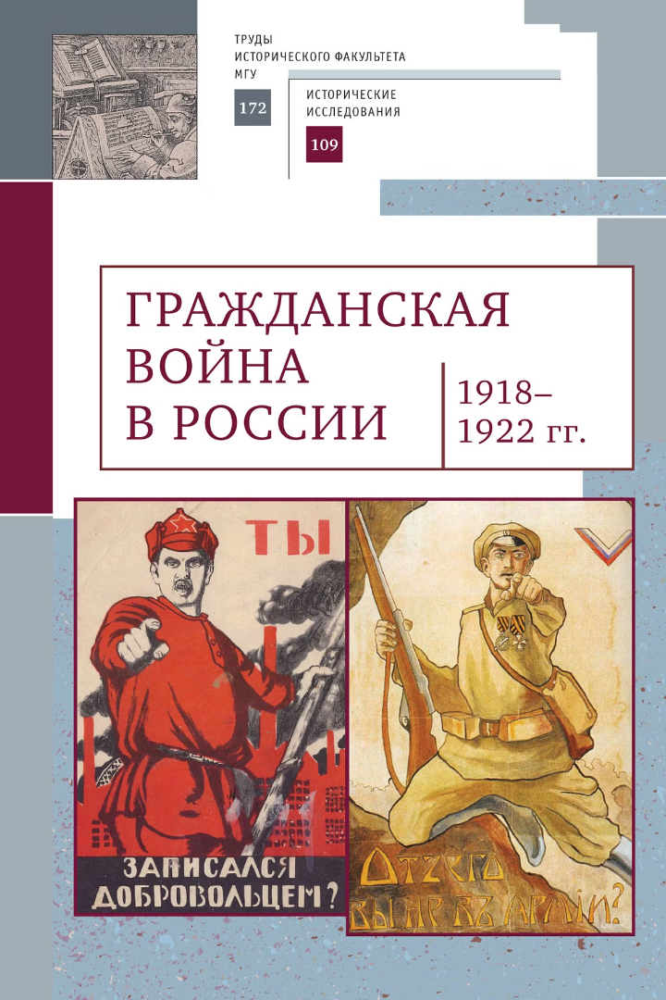 ТРУДЫ
ИСТОРИЧЕСКОГО ФАКУЛЬТЕТА
МГУ
172
ИСТОРИЧЕСКИЕ
ИССЛЕДОВАНИЯ
109
ГРАЖДАНСКАЯ
ВОЙНА
В РОССИИ
1918–
1922 гг.
ТЫ
ЗАПИСАЛСЯ
ДОБРОВОЛЬЦЕМ?
Отчего
вы не въ армiи?